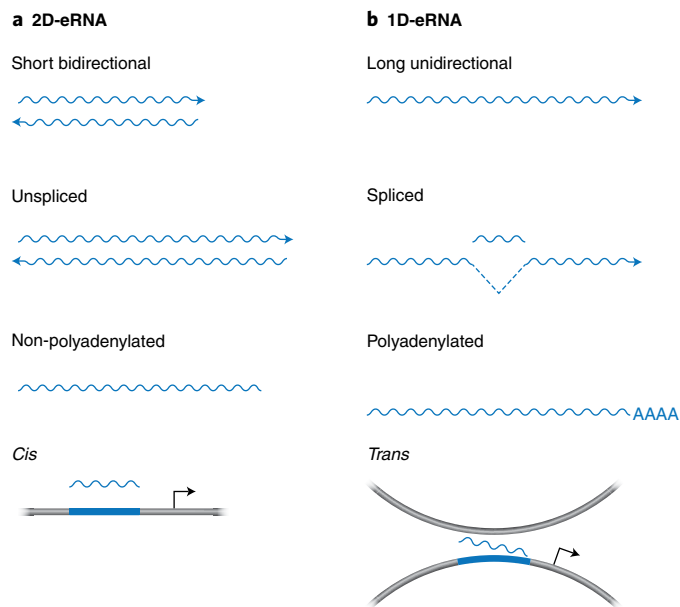 a 2D-eRNA
Short bidirectional
Unspliced
Non-polyadenylated
Cis
b 1D-eRNA
Long unidirectional
Spliced
Polyadenylated
AAAA
Trans